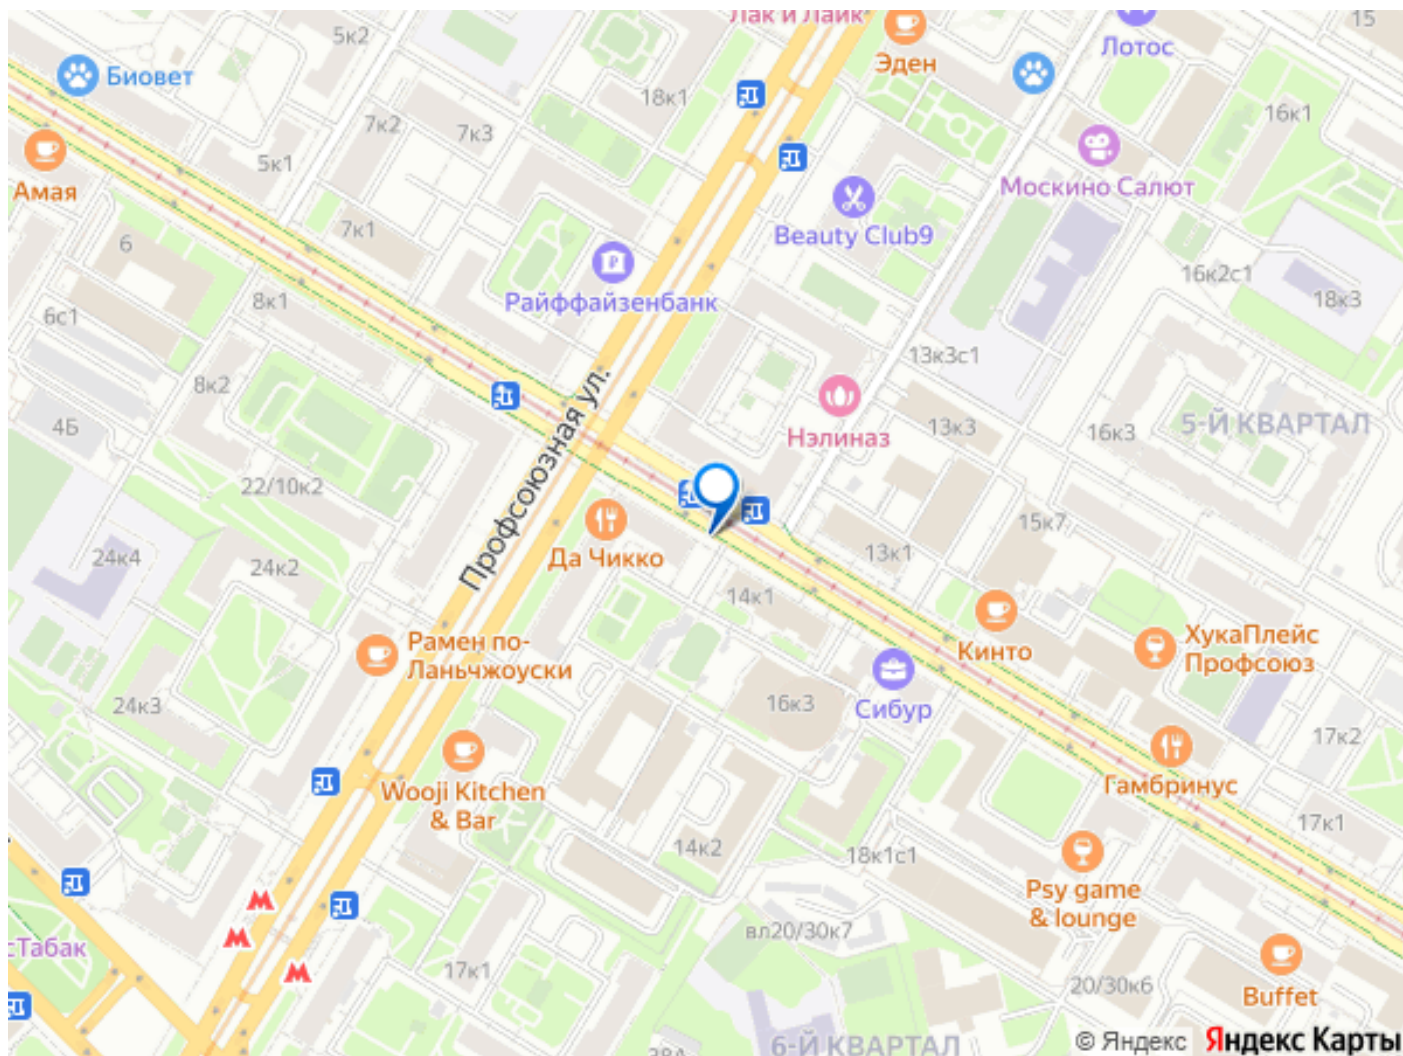 Лак и Лайк
15
5к2
Эден
Лотос
Биовет
18к1
16к1
7к2
7к3
5к1
Москино Салют
Амая
7к1
Beauty Club9
6
Райффайзенбанк
16к2с1
8к1
18к3
6с1
13к3с1
8к2
Профсоюзная ул.
4Б
Нэлиназ
13к3
16к3
5-Й КВАРТАЛ
22/10к2
15к7
24к4
24к2
Да Чикко
13к1
14к1
Кинто
ХукаПлейс
Профсоюз
Рамен по-
Ланьчжоуски
24к3
16к3
Сибур
17к2
Wooji Kitchen
& Bar
Гамбринус
17к1
14к2
18к1с1
Psy game
& lounge
сТабак
вл20/30к7
17к1
20/30к6
Buffet
38А
6-Й КВАРТАЛ
© Яндекс
Яндекс Карты